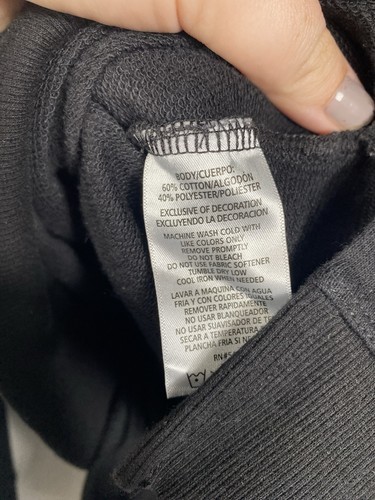 BODY/CUERPO:
60% COTTON/ALGODÓN
40% POLYESTER/POLIESTER
EXCLUSIVE OF DECORATION
EXCLUYENDO LA DECORACION
MACHINE WASH COLD WITH
LIKE COLORS ONLY
REMOVE PROMPTLY
DO NOT BLEACH
DO NOT USE FABRIC SOFTENER
TUMBLE DRY LOW
COOL IRON WHEN NEEDED
LAVAR A MAQUINA CON AGUA
FRIA Y CON COLORES IGUALES
REMOVER RAPIDAMENTE
NO USAR BLANQUEADOR
NO USAR SUAVISADOR DE
SECAR A TEMPERATURA
PLANCHA FRIA SI